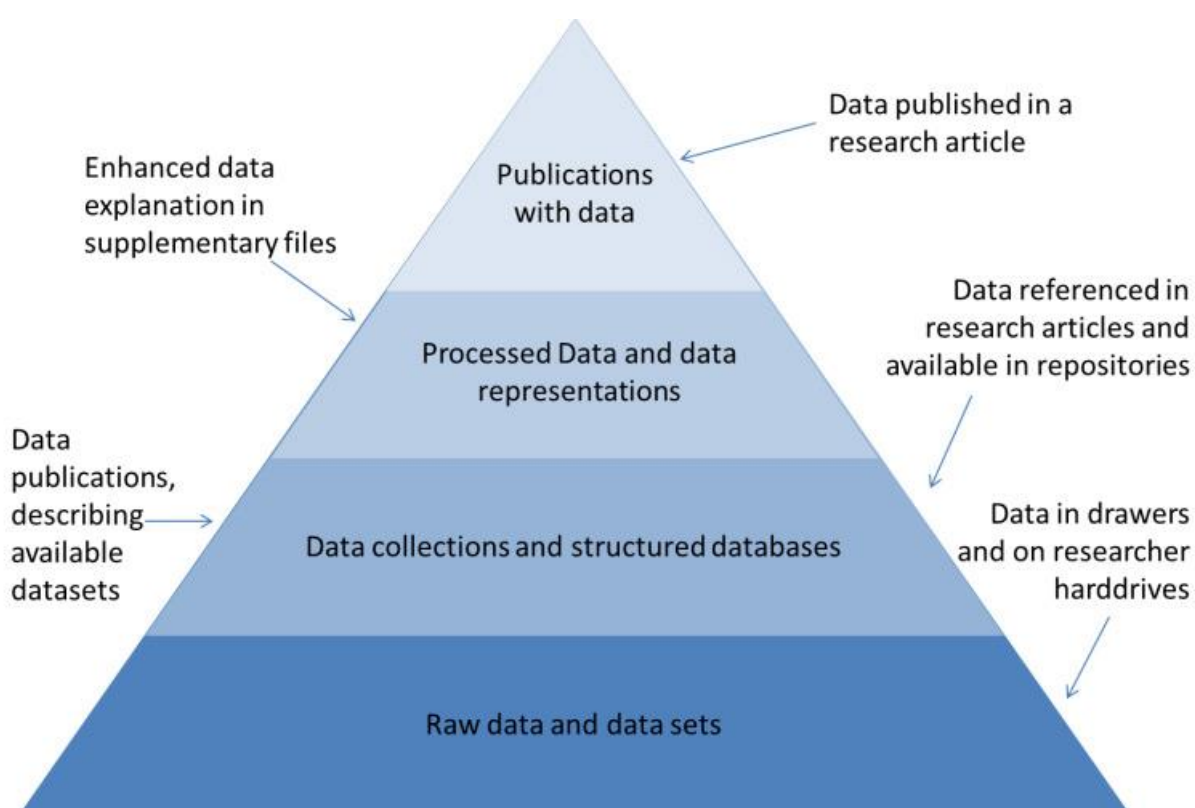 Data published in a
research article
Publications
with data
Enhanced data
explanation in
supplementary files
Data referenced in
research articles and
available in repositories
Processed Data and data
representations
Data
publications,
describing
available
datasets
Data collections and structured databases
Data in drawers
and on researcher
harddrives
Raw data and data sets